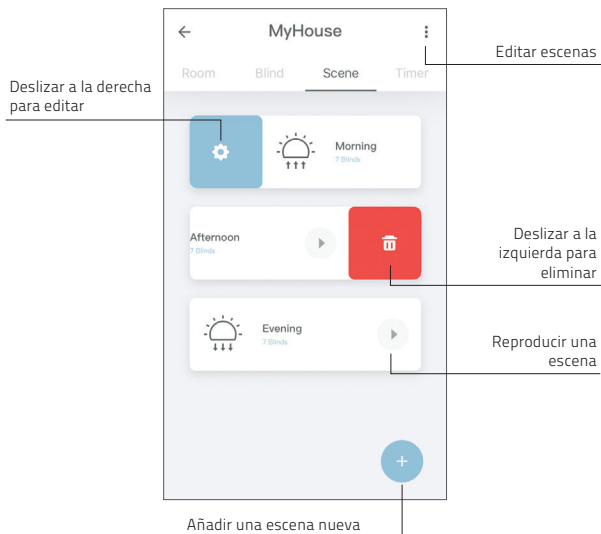 MyHouse
Editar escenas
Room Blind Scene Timer
Deslizar a la derecha
para editar
Morning
7 Blinds
Afternoon
7 Blinds
Deslizar a la
izquierda para
eliminar
Evening
7 Blinds
Reproducir una
escena
Añadir una escena nueva